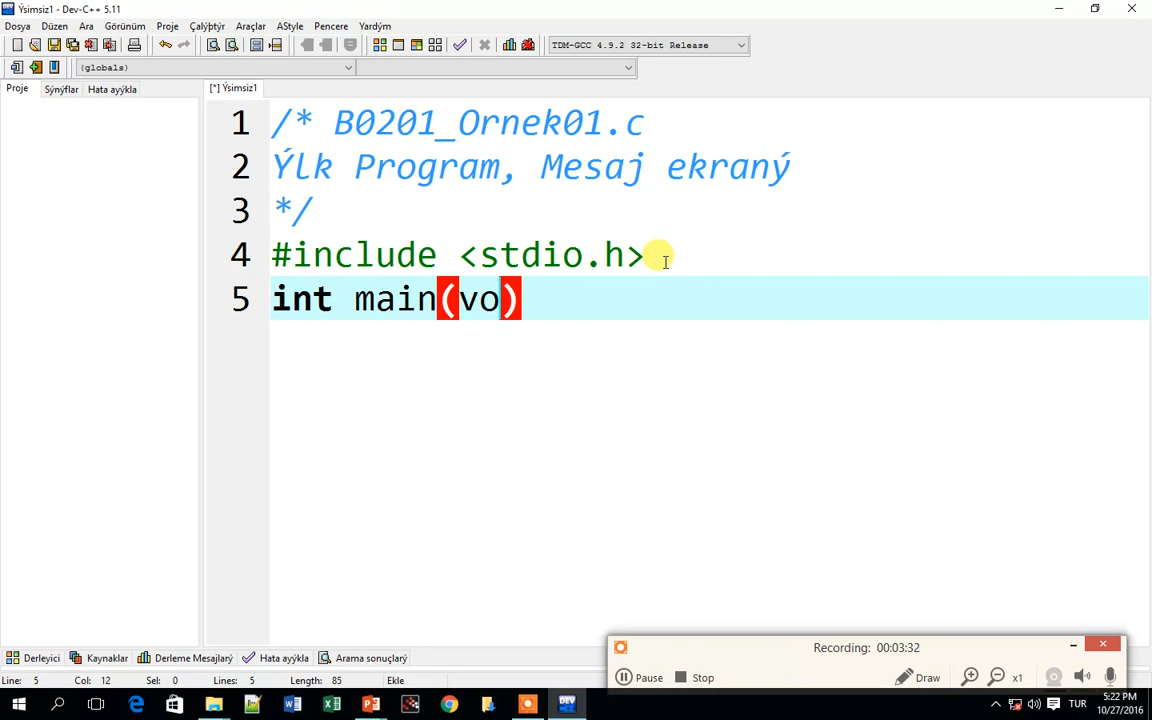 Ýsimsiz1 - Dev-C++ 5.11
Dosya Düzen Ara Görünüm Proje Çalýþtýr Araçlar AStyle Pencere Yardým
TDM-GCC 4.9.2 32-bit Release
(globals)
Proje Sýnýflar Hata ayýkla [*] Ýsimsiz1
1 /* B0201_Ornek01.c
2 Ýlk Program, Mesaj ekraný
3 */
4 #include <stdio.h>
5 int main(vo)
Recording: 00:03:32
Derleyici Kaynaklar Derleme Mesajlarý Hata ayýkla Arama sonuçlarý
Pause Stop Draw x1
Line: 5 Col: 12 Sel: 0 Lines: 5 Length: 85 Ekle
TUR
5:22 PM
10/27/2016